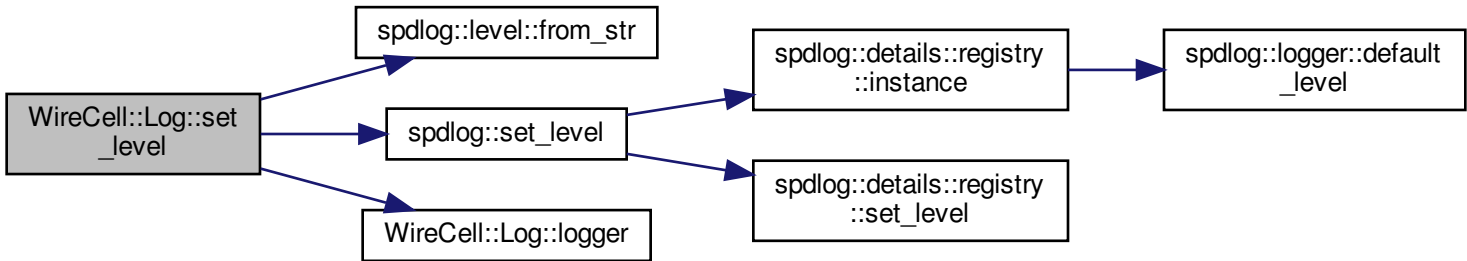 spdlog::level::from_str
WireCell::Log::set
_level
spdlog::set_level
WireCell::Log::logger
spdlog::details::registry
::instance
spdlog::details::registry
::set_level
spdlog::logger::default
_level